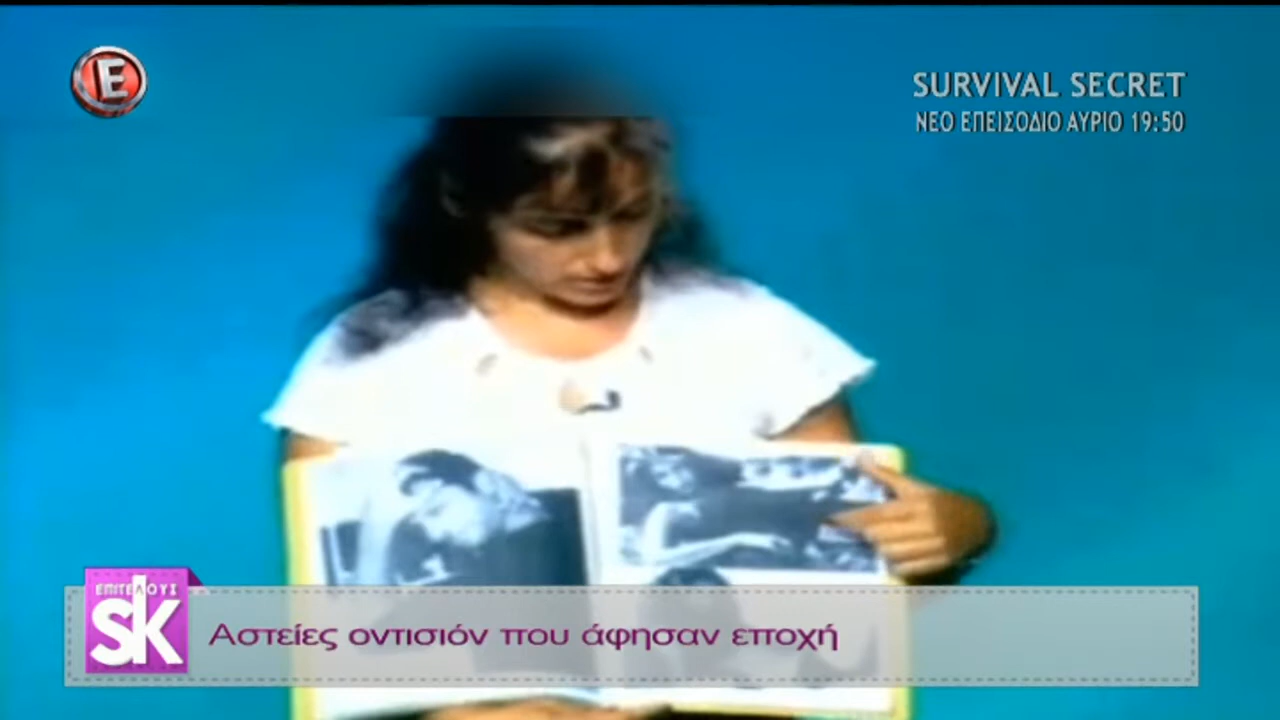 E
SURVIVAL SECRET
ΝΕΟ ΕΠΕΙΣΟΔΙΟ ΑΥΡΙΟ 19:50
ΕΠΙΤΕΛΟΥΣ
sk
Αστείες οντισιόν που άφησαν εποχή